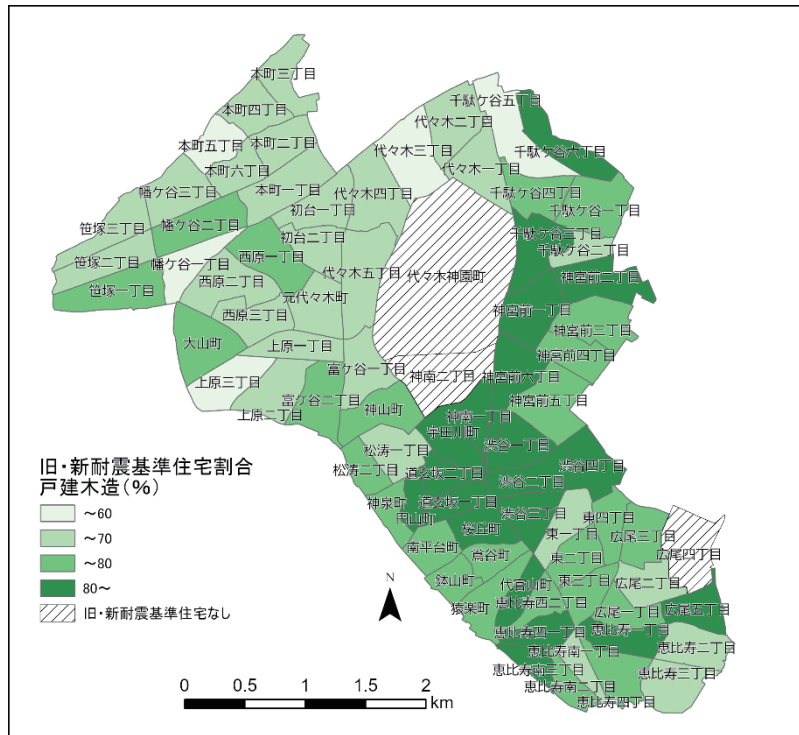 本町三丁目
千駄ケ谷五丁目
本町四丁目
代々木二丁目
本町五丁目
本町二丁目
代々木三丁目
千駄ケ谷六丁目
本町六丁目
代々木一丁目
幡ケ谷三丁目
本町一丁目
代々木四丁目
千駄ケ谷四丁目
初台一丁目
千駄ケ谷一丁目
笹塚三丁目
幡ケ谷二丁目
千駄ケ谷三丁目
初台二丁目
千駄ケ谷二丁目
笹塚二丁目
幡ケ谷一丁目
西原一丁目
代々木五丁目
代々木神園町
神宮前二丁目
西原二丁目
笹塚一丁目
元代々木町
神宮前一丁目
西原三丁目
神宮前三丁目
大山町
上原一丁目
神宮前四丁目
富ケ谷一丁目
神南二丁目
神宮前六丁目
上原三丁目
富ケ谷二丁目
神宮前五丁目
上原二丁目
神山町
神南一丁目
宇田川町
松涛一丁目
渋谷一丁目
松涛二丁目
道玄坂二丁目
渋谷四丁目
渋谷二丁目
神泉町
道玄坂一丁目
円山町
渋谷三丁目
東四丁目
桜丘町
東一丁目
広尾三丁目
南平台町
鴬谷町
東二丁目
広尾四丁目
鉢山町
代官山町
東三丁目
広尾二丁目
猿楽町
恵比寿西二丁目
広尾一丁目
広尾五丁目
恵比寿西一丁目
恵比寿一丁目
恵比寿南一丁目
恵比寿二丁目
恵比寿南三丁目
恵比寿三丁目
恵比寿南二丁目
恵比寿四丁目
旧・新耐震基準住宅割合
戸建木造(%)
～60
～70
～80
80～
旧・新耐震基準住宅なし
N
0 0.5 1 1.5 2
km